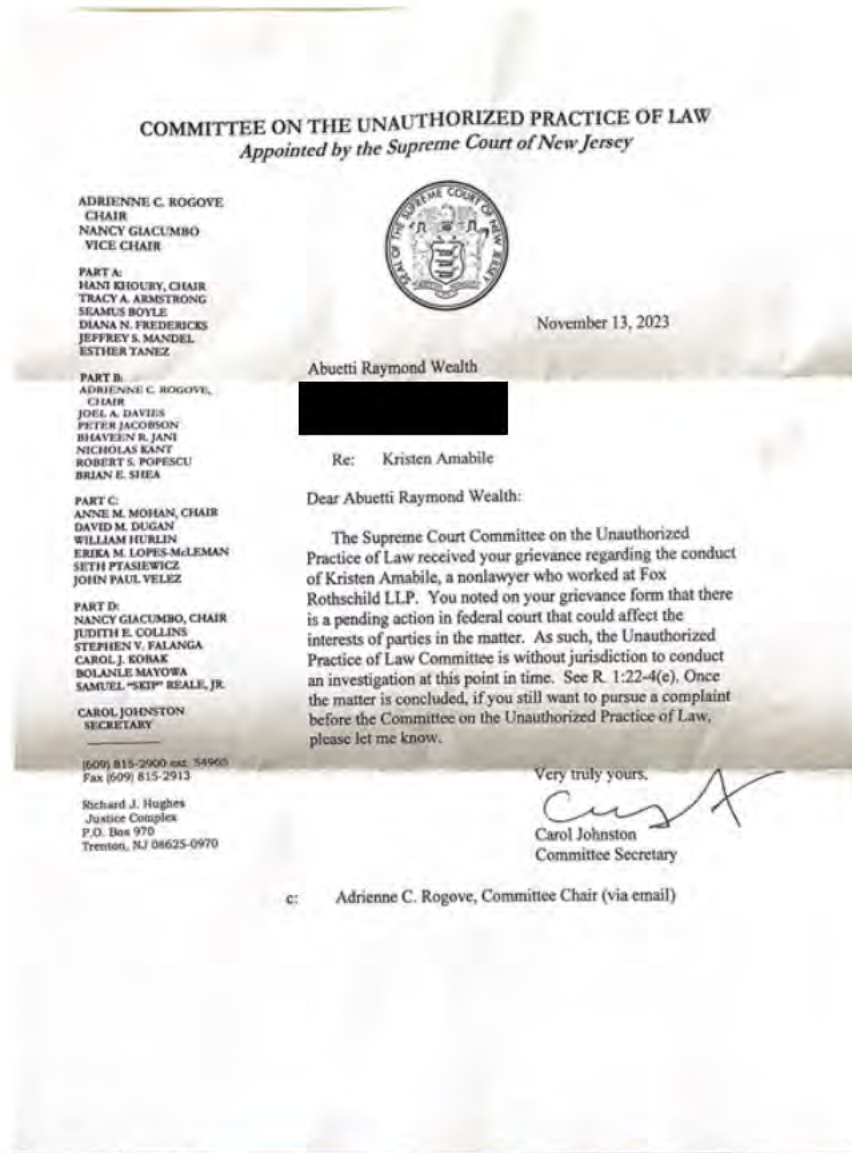 COMMITTEE ON THE UNAUTHORIZED PRACTICE OF LAW
Appointed by the Supreme Court of New Jersey
ADRIENNE C. ROGOVE
CHAIR
NANCY GIACUMBO
VICE CHAIR
PART A:
HANI KHOURY, CHAIR
TRACY A. ARMSTRONG
SEAMUS BOYLE
DIANA N. FREDERICKS
JEFFREY S. MANDEL
ESTHER TANEZ
PART B:
ADRIENNE C. ROGOVE,
CHAIR
JOEL A. DAVIES
PETER JACOBSON
BHAVEEN R. JANI
NICHOLAS KANT
ROBERT S. POPESCU
BRIAN E. SHEA
PART C:
ANNE M. MOHAN, CHAIR
DAVID M. DUGAN
WILLIAM HURLIN
ERIKA M. LOPES-McLEMAN
SETH PTASIEWICZ
JOHN PAUL VELEZ
PART D:
NANCY GIACUMBO, CHAIR
JUDITH E. COLLINS
STEPHEN V. FALANGA
CAROL J. KOBAK
BOLANLE MAYOWA
SAMUEL "SKIP" REALE, JR.
CAROL JOHNSTON
SECRETARY
(609) 815-2900 ext. 54965
Fax (609) 815-2913
Richard J. Hughes
Justice Complex
P.O. Box 970
Trenton, NJ 08625-0970
SEAL OF THE SUPREME COURT OF NEW JERSEY
November 13, 2023
Abuetti Raymond Wealth
Re: Kristen Amabile
Dear Abuetti Raymond Wealth:
The Supreme Court Committee on the Unauthorized
Practice of Law received your grievance regarding the conduct
of Kristen Amabile, a nonlawyer who worked at Fox
Rothschild LLP. You noted on your grievance form that there
is a pending action in federal court that could affect the
interests of parties in the matter. As such, the Unauthorized
Practice of Law Committee is without jurisdiction to conduct
an investigation at this point in time. See R. 1:22-4(e). Once
the matter is concluded, if you still want to pursue a complaint
before the Committee on the Unauthorized Practice of Law,
please let me know.
Very truly yours,
Carol Johnston
Committee Secretary
c: Adrienne C. Rogove, Committee Chair (via email)